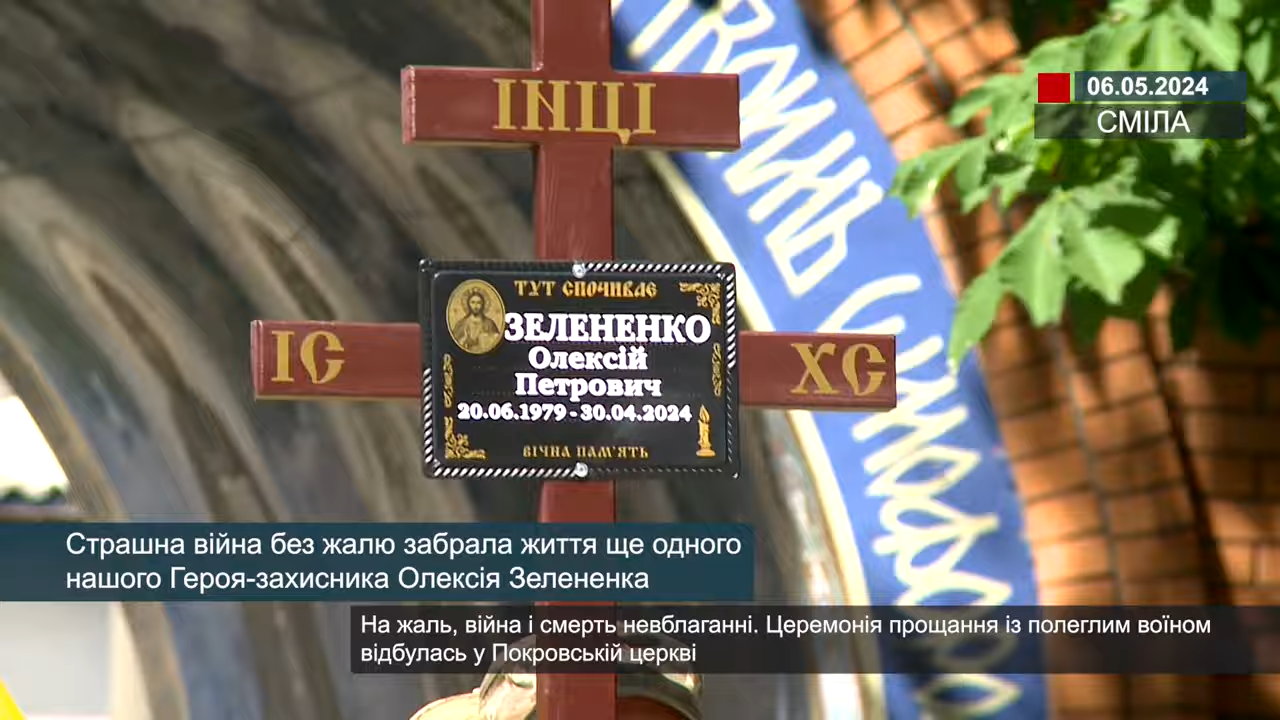 ІНЦІ
06.05.2024
СМІЛА
ТУТ СПОЧИВАЄ
ЗЕЛЕНЕНКО
Олексій
Петрович
20.06.1979 - 30.04.2024
ВІЧНА ПАМ'ЯТЬ
ІС
ХС
Страшна війна без жалю забрала життя ще одного
нашого Героя-захисника Олексія Зелененка
На жаль, війна і смерть невблаганні. Церемонія прощання із полеглим воїном
відбулась у Покровській церкві